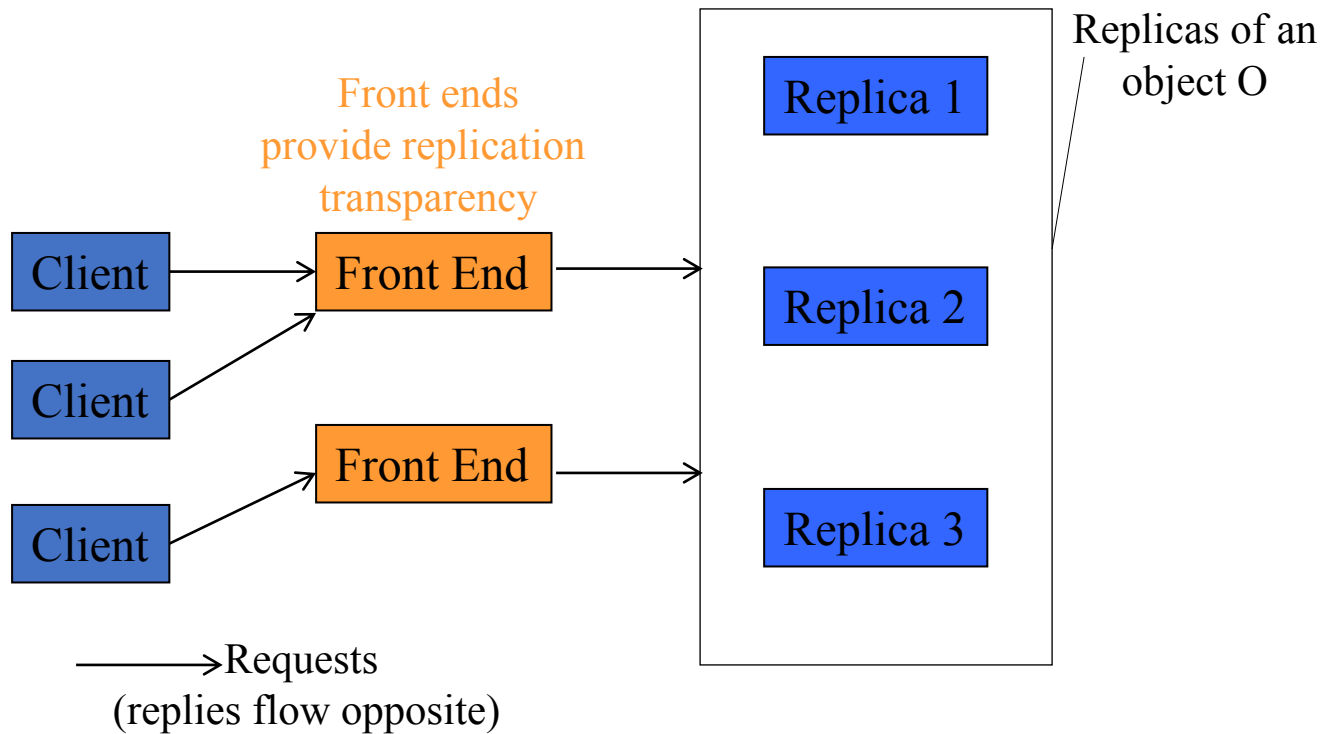 Replicas of an
object O
Replica 1
Front ends
provide replication
transparency
Client
Front End
Replica 2
Client
Front End
Client
Replica 3
Requests
(replies flow opposite)